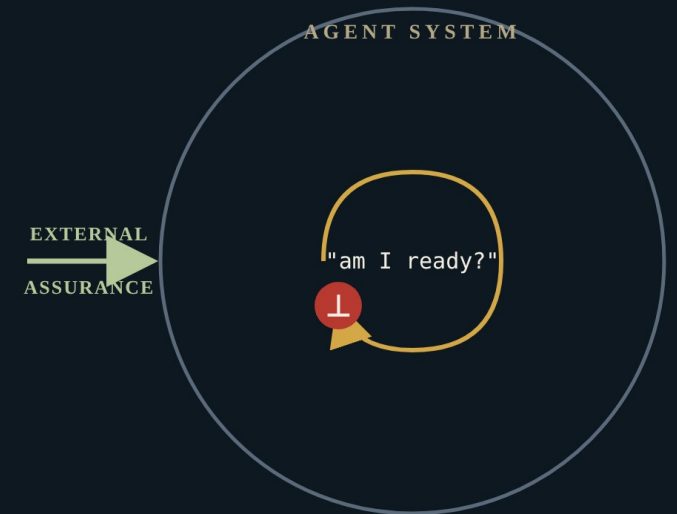 AGENT SYSTEM
EXTERNAL
ASSURANCE
"am I ready?"
⊥